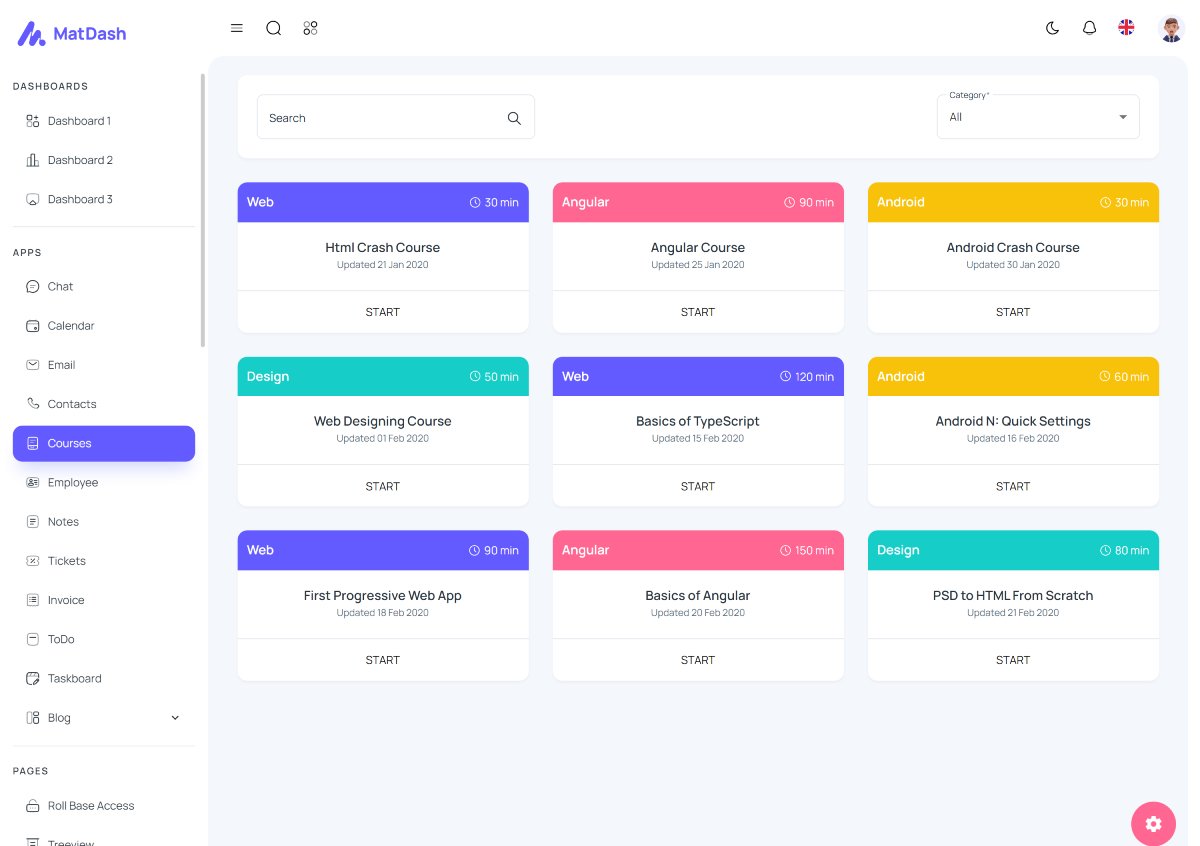 MatDash
DASHBOARDS
Dashboard 1
Dashboard 2
Dashboard 3
APPS
Chat
Calendar
Email
Contacts
Courses
Employee
Notes
Tickets
Invoice
ToDo
Taskboard
Blog
PAGES
Roll Base Access
Treeview
Search
Category*
All
Web 30 min
Html Crash Course
Updated 21 Jan 2020
START
Angular 90 min
Angular Course
Updated 25 Jan 2020
START
Android 30 min
Android Crash Course
Updated 30 Jan 2020
START
Design 50 min
Web Designing Course
Updated 01 Feb 2020
START
Web 120 min
Basics of TypeScript
Updated 15 Feb 2020
START
Android 60 min
Android N: Quick Settings
Updated 16 Feb 2020
START
Web 90 min
First Progressive Web App
Updated 18 Feb 2020
START
Angular 150 min
Basics of Angular
Updated 20 Feb 2020
START
Design 80 min
PSD to HTML From Scratch
Updated 21 Feb 2020
START